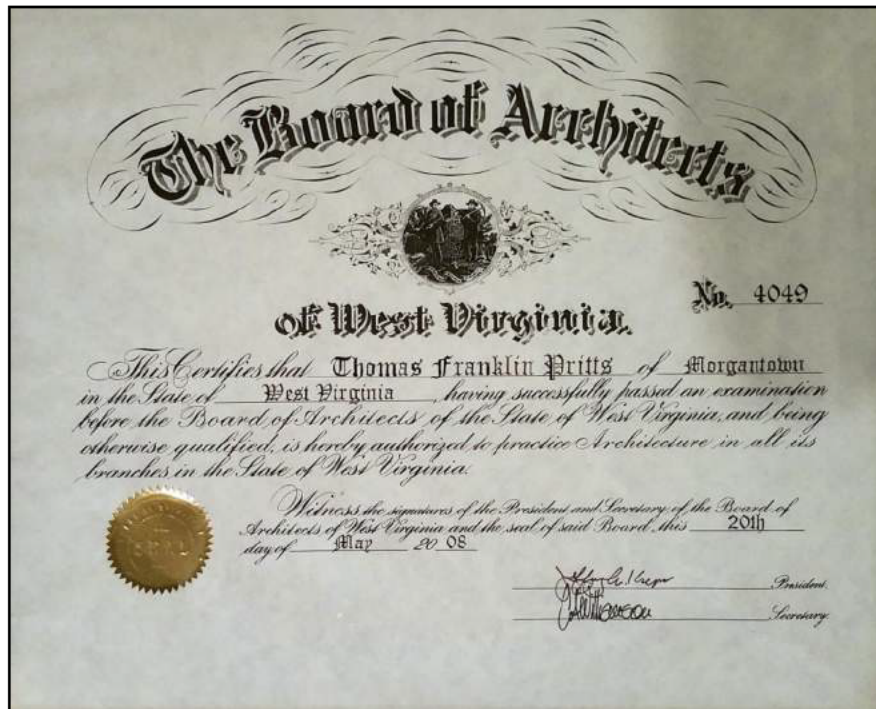 The Board of Architects
of West Virginia.
No. 4049
This Certifies that Thomas Franklin Pritts of Morgantown
in the State of West Virginia, having successfully passed an examination
before the Board of Architects of the State of West Virginia, and being
otherwise qualified, is hereby authorized to practice Architecture in all its
branches in the State of West Virginia.
Witness the signatures of the President and Secretary of the Board of
Architects of West Virginia and the seal of said Board, this 20th
day of May 20 08
President.
Secretary.
SEAL